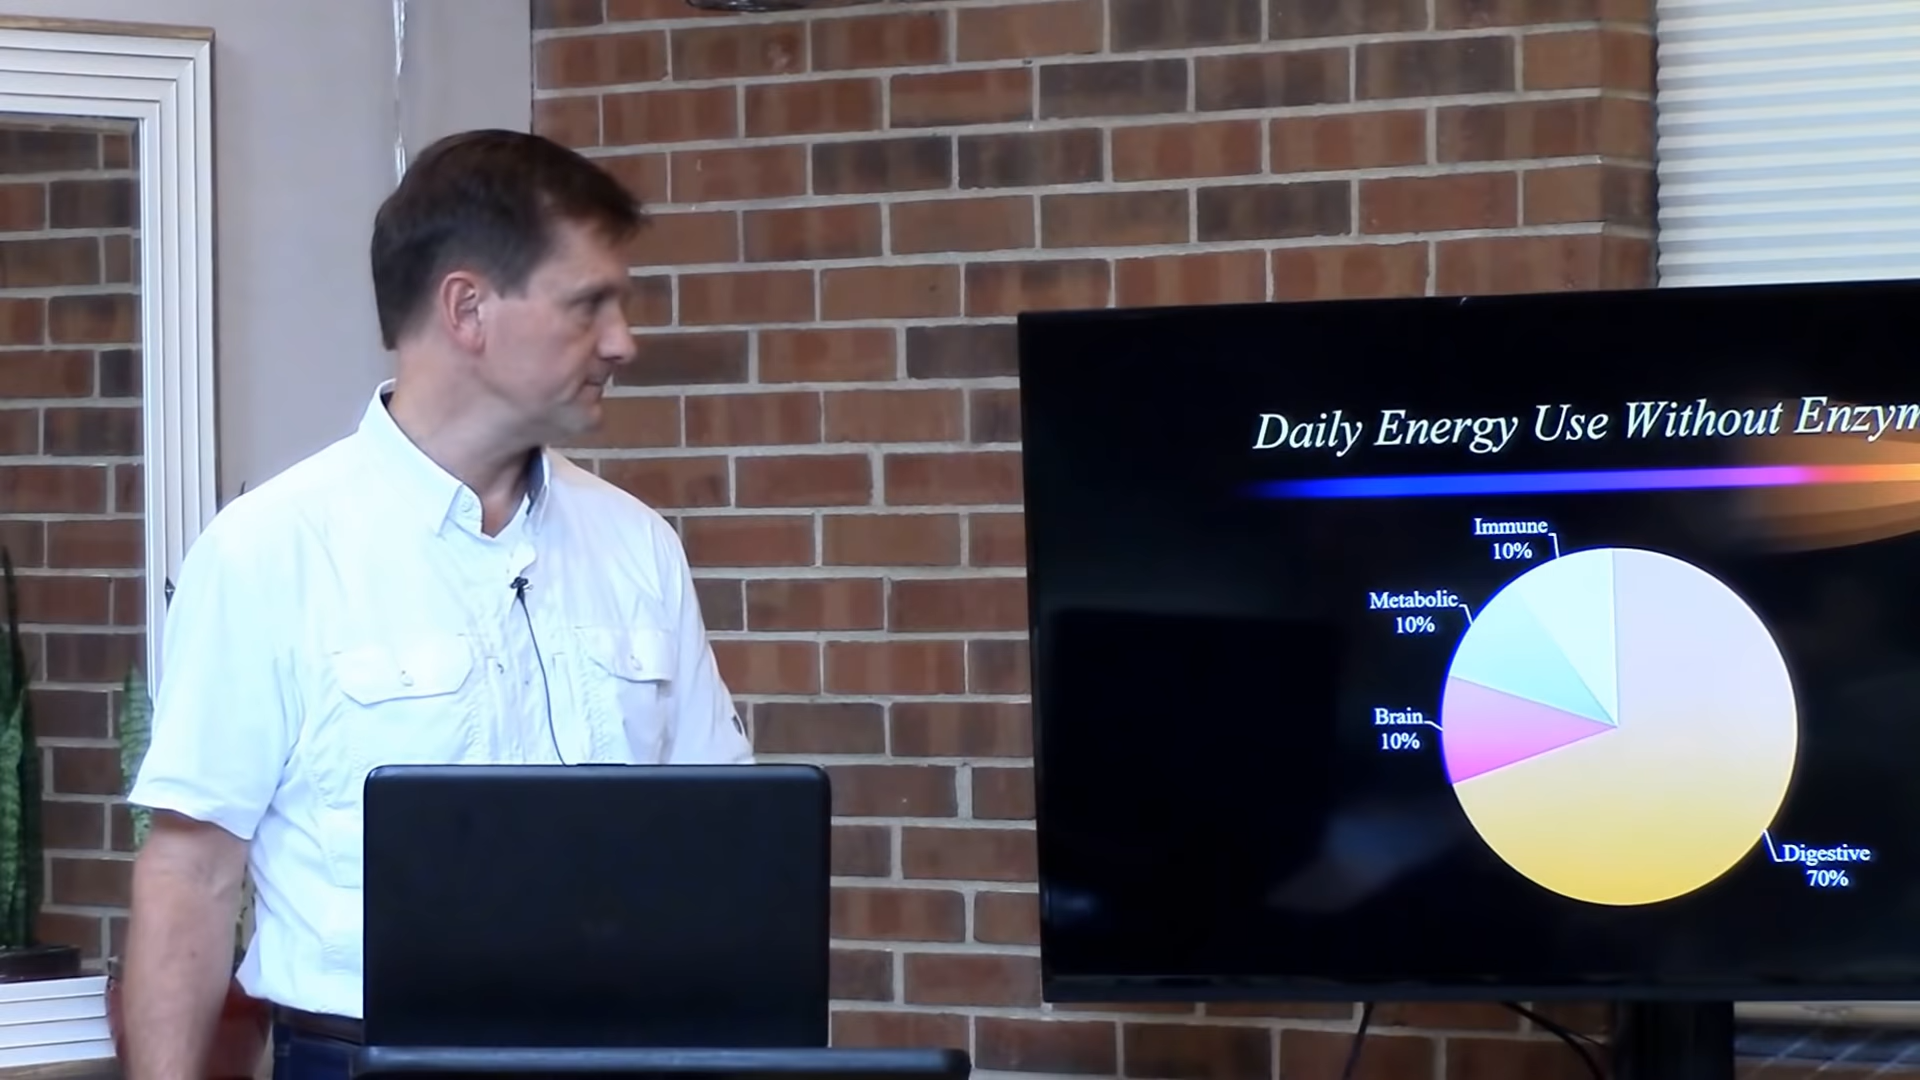 Daily Energy Use Without Enzym
Immune
10%
Metabolic
10%
Brain
10%
Digestive
70%